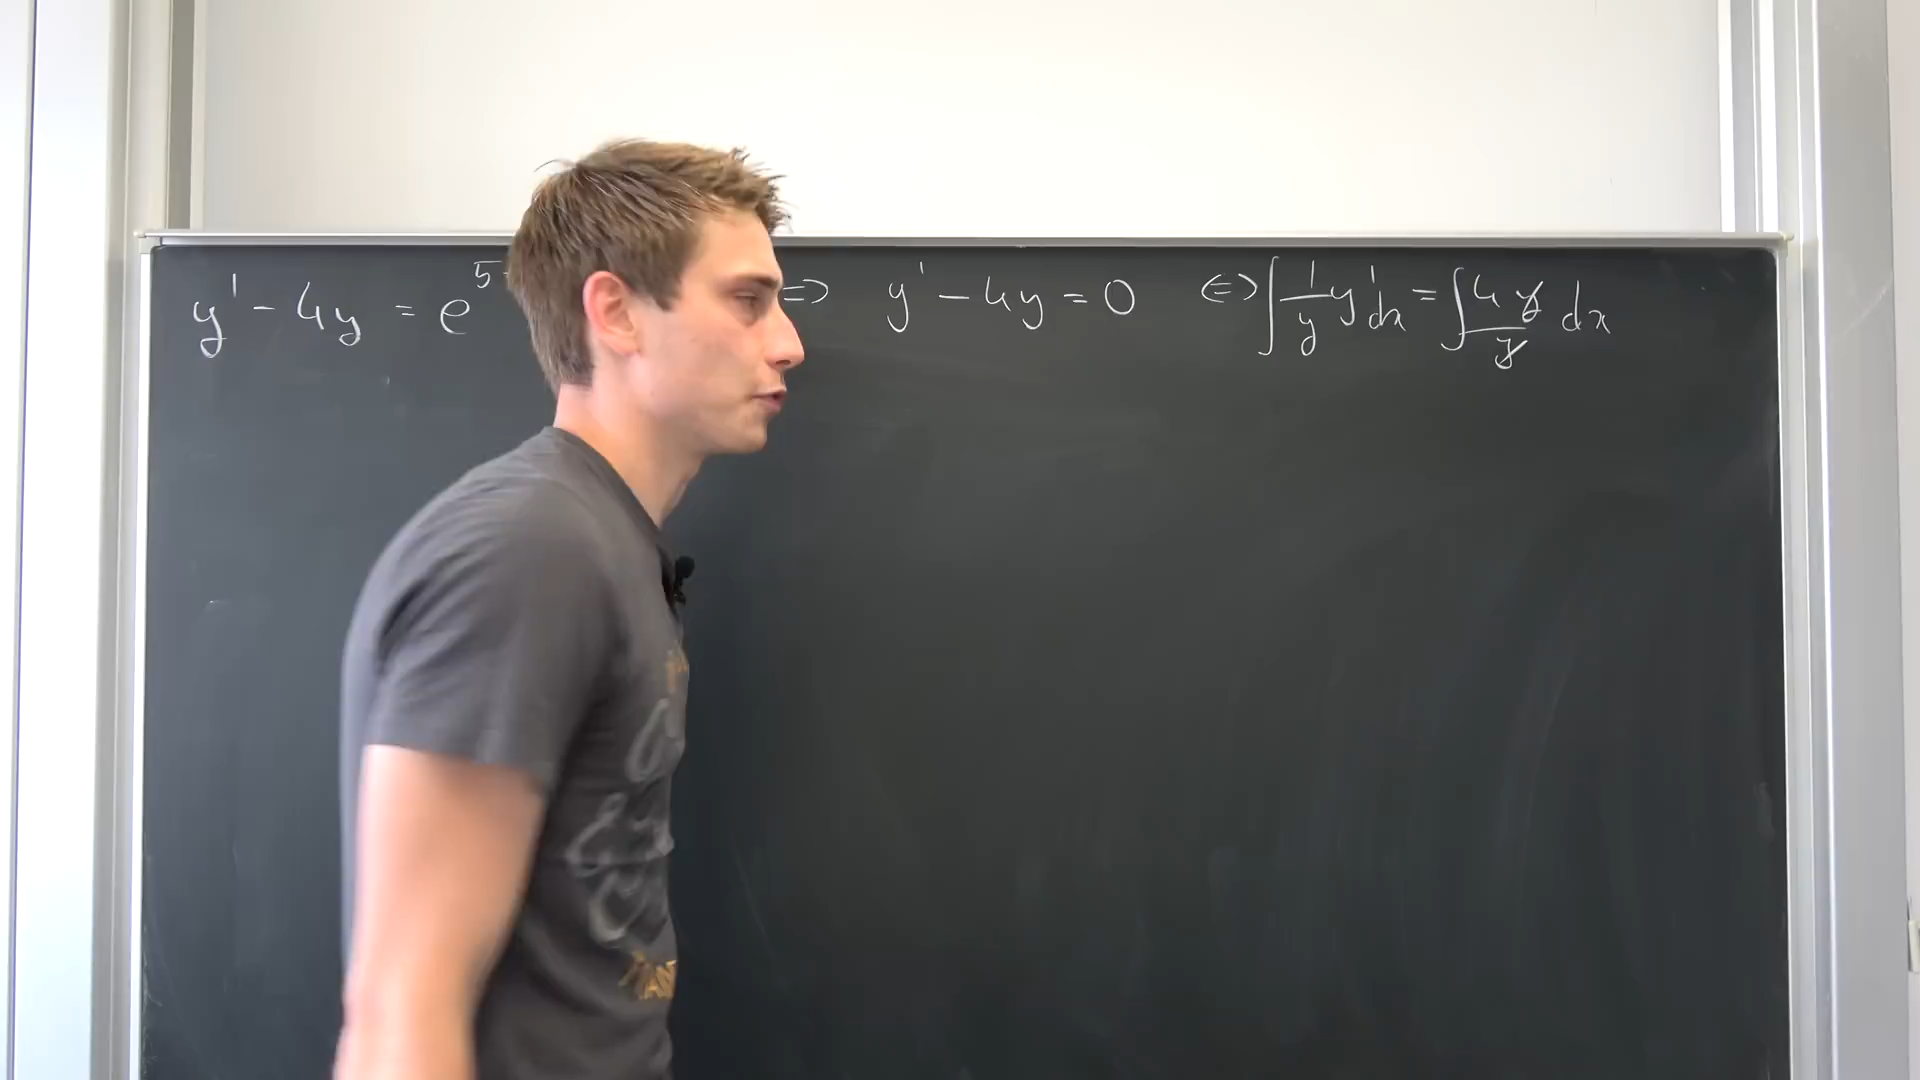 y' - 4y = e^5 => y' - 4y = 0 <=> ∫ 1/y y' dx = ∫ 4y/y dx